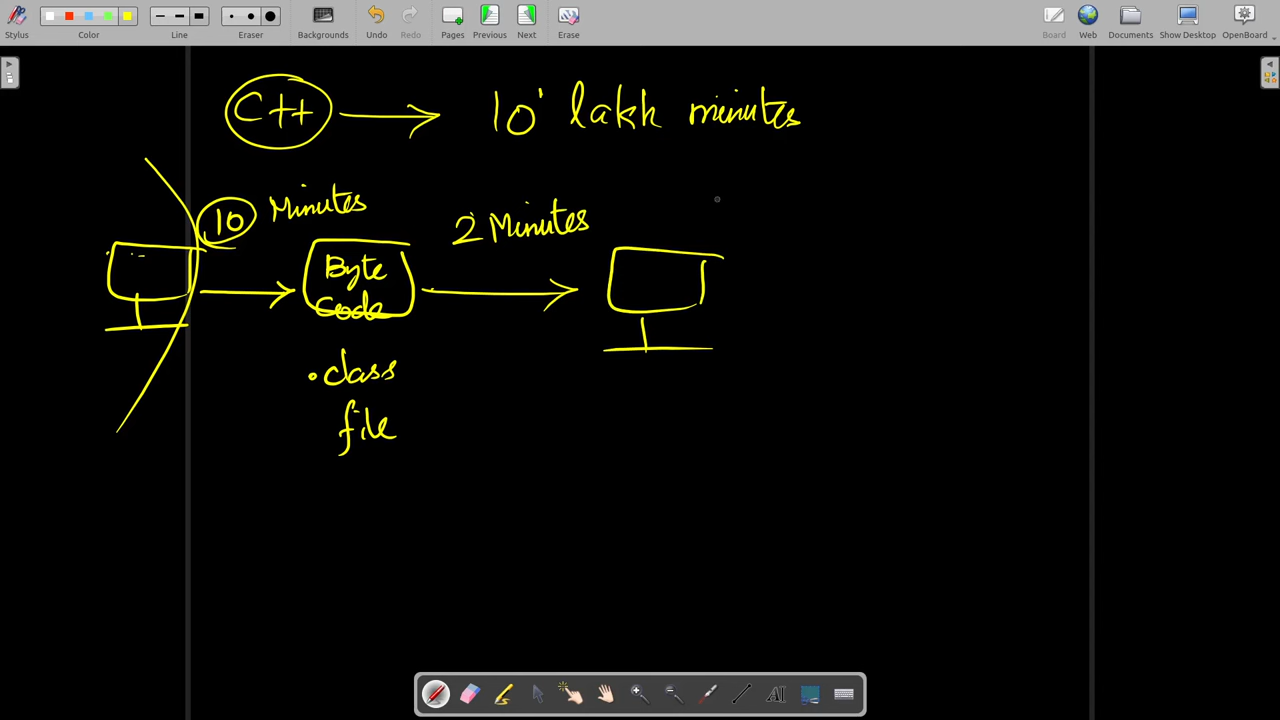 Stylus Color Line Eraser Backgrounds Undo Redo Pages Previous Next Erase Board Web Documents Show Desktop OpenBoard
C++ 10 lakh minutes
10 Minutes
2 Minutes
Byte
Code
.class
file
AI